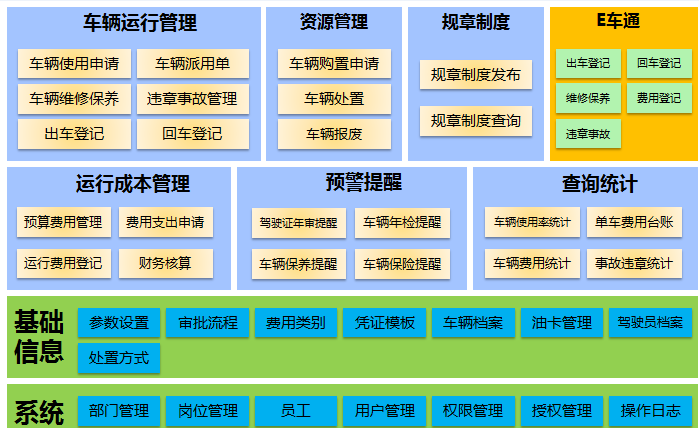 车辆运行管理
车辆使用申请 车辆派用单
车辆维修保养 违章事故管理
出车登记 回车登记
资源管理
车辆购置申请
车辆处置
车辆报废
规章制度
规章制度发布
规章制度查询
E车通
出车登记 回车登记
维修保养 费用登记
违章事故
运行成本管理
预算费用管理 费用支出申请
运行费用登记 财务核算
预警提醒
驾驶证年审提醒 车辆年检提醒
车辆保养提醒 车辆保险提醒
查询统计
车辆使用率统计 单车费用台账
车辆费用统计 事故违章统计
基础
信息
参数设置 审批流程 费用类别 凭证模板 车辆档案 油卡管理 驾驶员档案
处置方式
系统
部门管理 岗位管理 员工 用户管理 权限管理 授权管理 操作日志